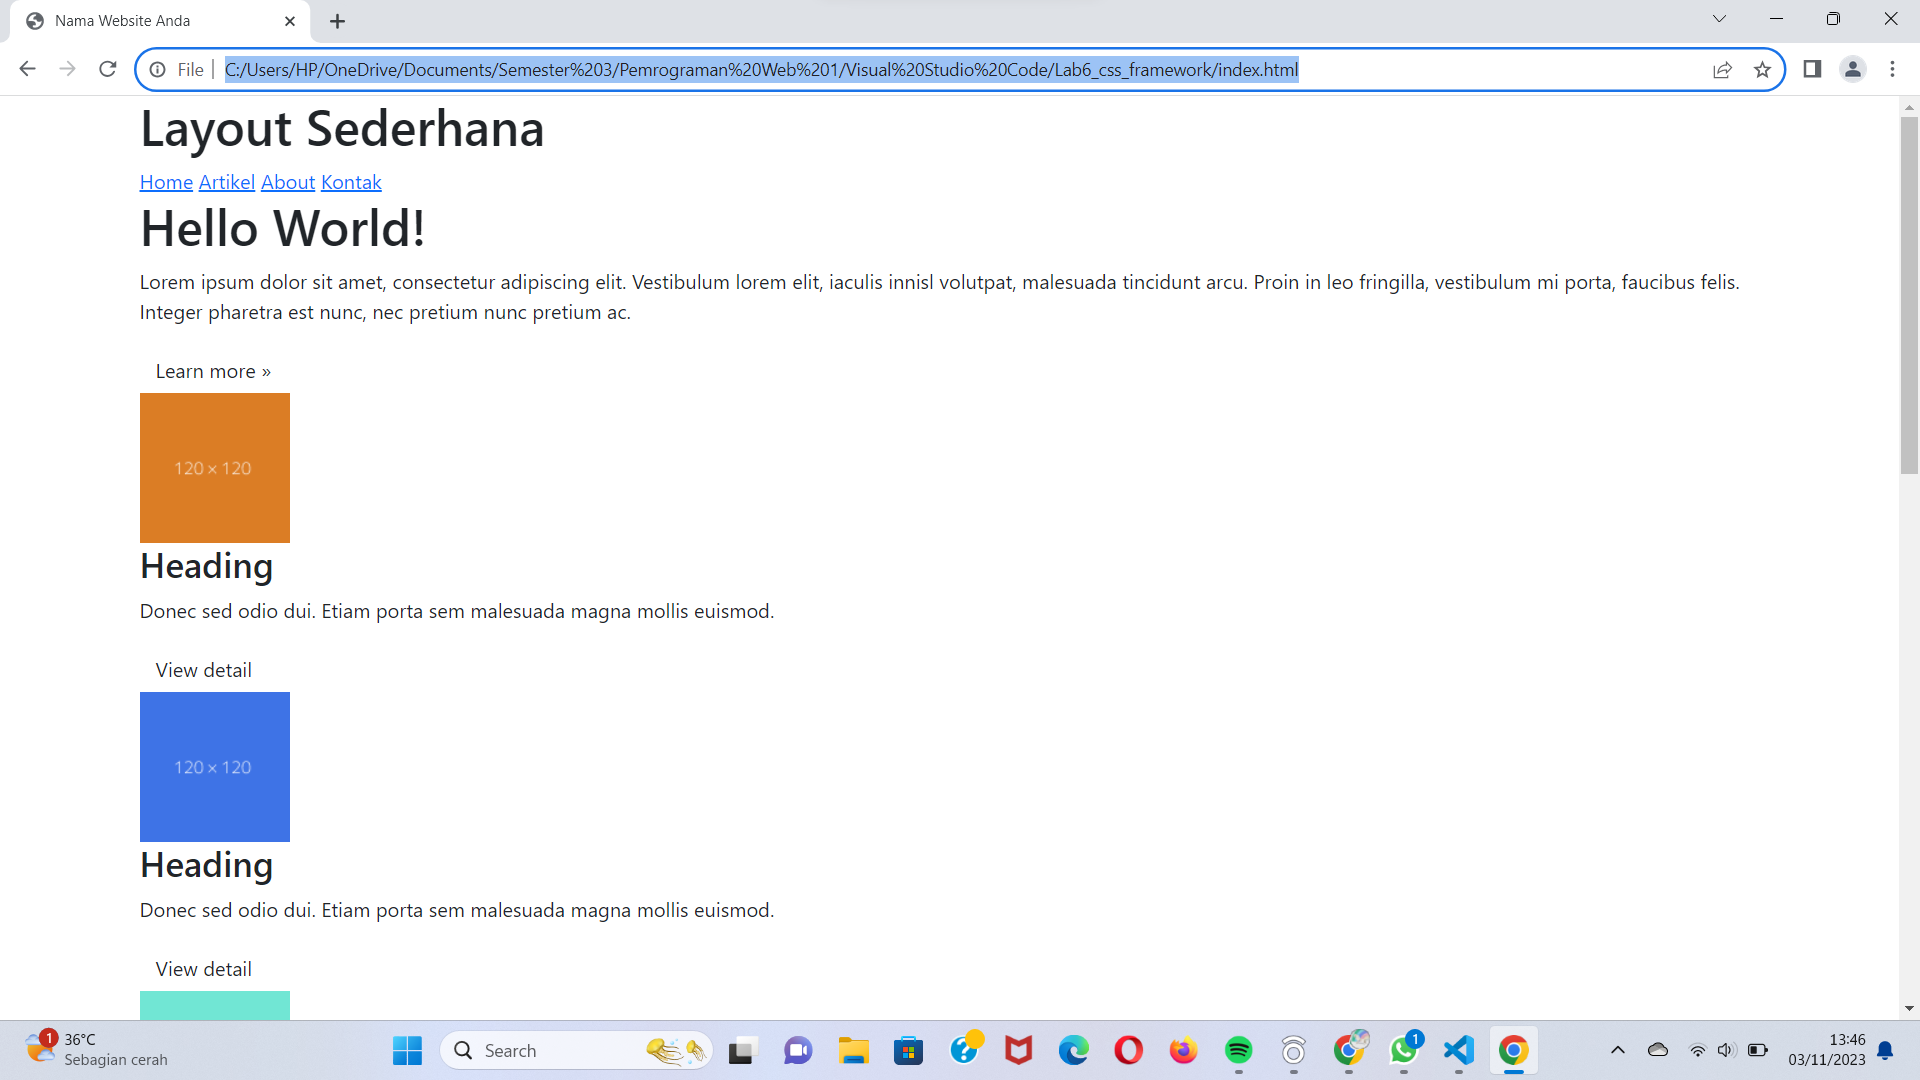 Nama Website Anda
File
C:/Users/HP/OneDrive/Documents/Semester%203/Pemrograman%20Web%201/Visual%20Studio%20Code/Lab6_css_framework/index.html
Layout Sederhana
Home Artikel About Kontak
Hello World!
Lorem ipsum dolor sit amet, consectetur adipiscing elit. Vestibulum lorem elit, iaculis innisl volutpat, malesuada tincidunt arcu. Proin in leo fringilla, vestibulum mi porta, faucibus felis.
Integer pharetra est nunc, nec pretium nunc pretium ac.
Learn more »
120 × 120
Heading
Donec sed odio dui. Etiam porta sem malesuada magna mollis euismod.
View detail
120 × 120
Heading
Donec sed odio dui. Etiam porta sem malesuada magna mollis euismod.
View detail
1
36°C
Sebagian cerah
Search
1
13:46
03/11/2023